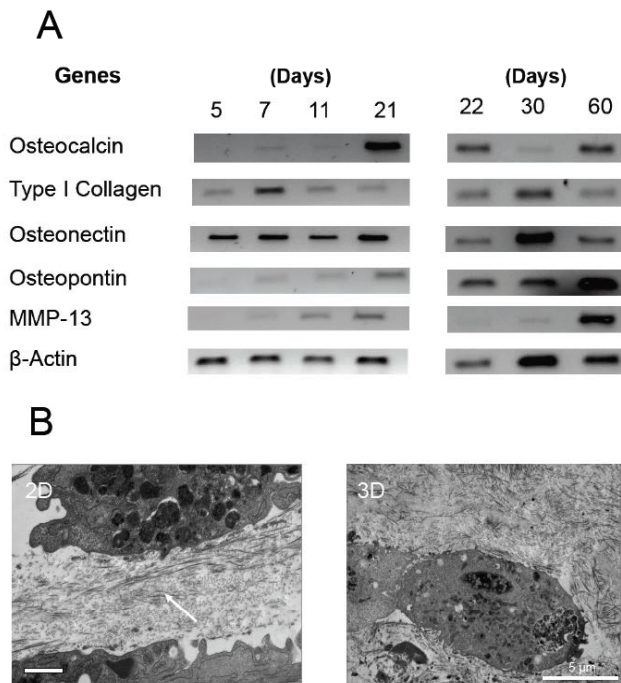 A
Genes (Days) (Days)
5 7 11 21 22 30 60
Osteocalcin
Type I Collagen
Osteonectin
Osteopontin
MMP-13
β-Actin
B
2D 3D
5 µm